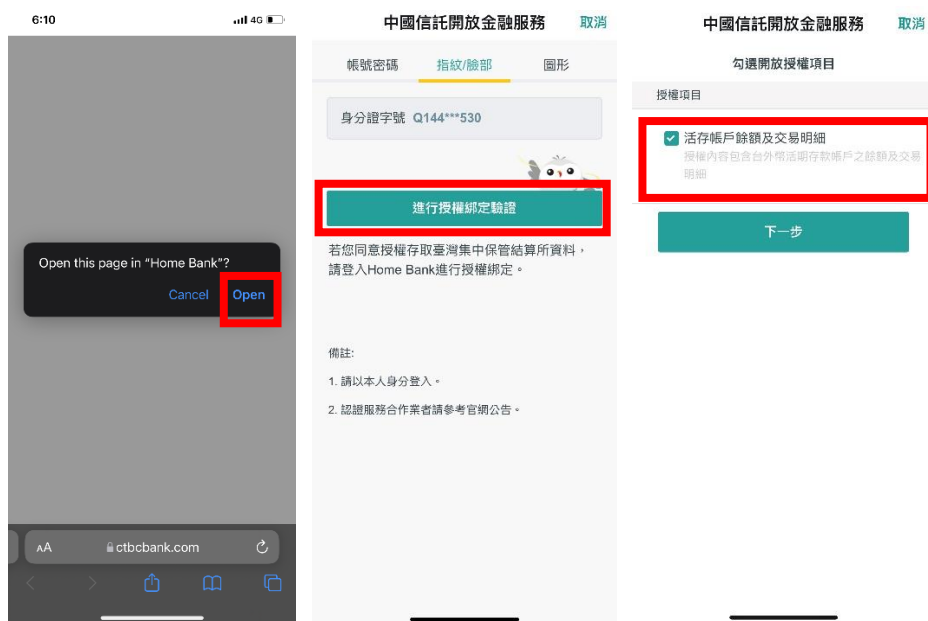 6:10
4G
Open this page in “Home Bank”?
Cancel
Open
AA
ctbcbank.com
中國信託開放金融服務
取消
帳號密碼
指紋/臉部
圖形
身分證字號 Q144***530
進行授權綁定驗證
若您同意授權存取臺灣集中保管結算所資料，
請登入Home Bank進行授權綁定。
備註:
1. 請以本人身分登入。
2. 認證服務合作業者請參考官網公告。
中國信託開放金融服務
取消
勾選開放授權項目
授權項目
活存帳戶餘額及交易明細
授權內容包含台外幣活期存款帳戶之餘額及交易
明細
下一步